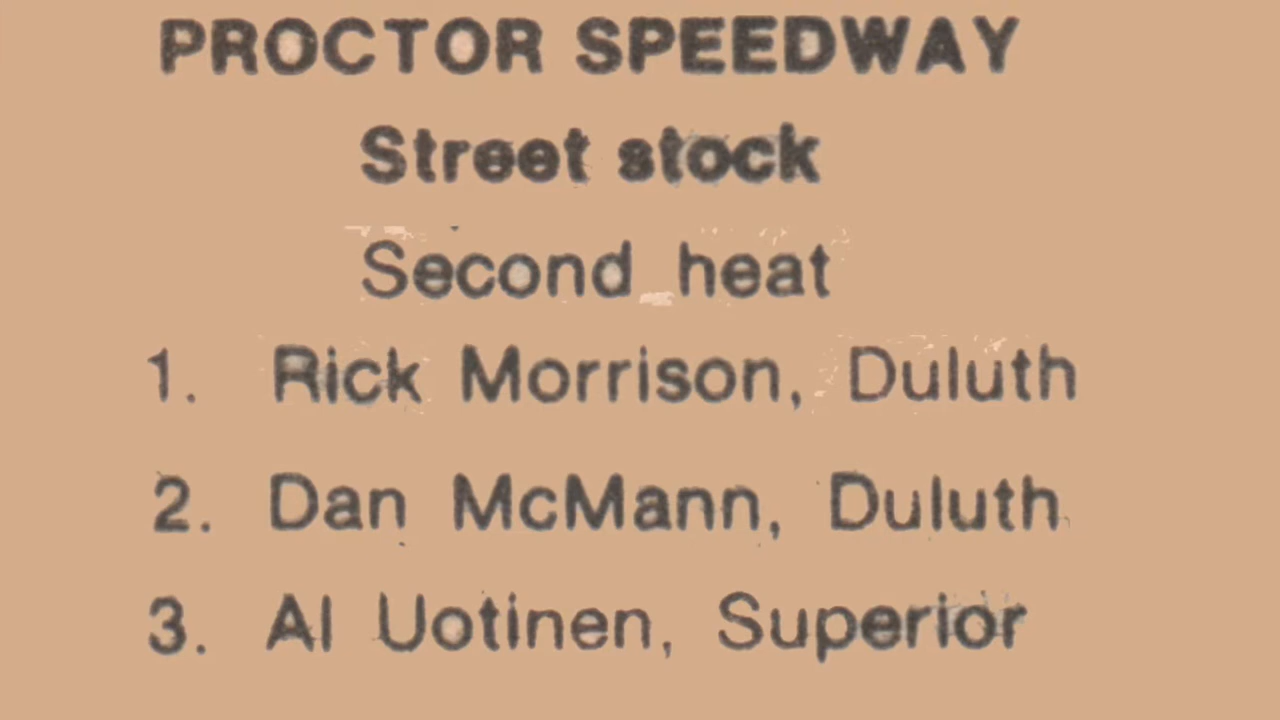 PROCTOR SPEEDWAY
Street stock
Second heat
1. Rick Morrison, Duluth
2. Dan McMann, Duluth
3. Al Uotinen, Superior